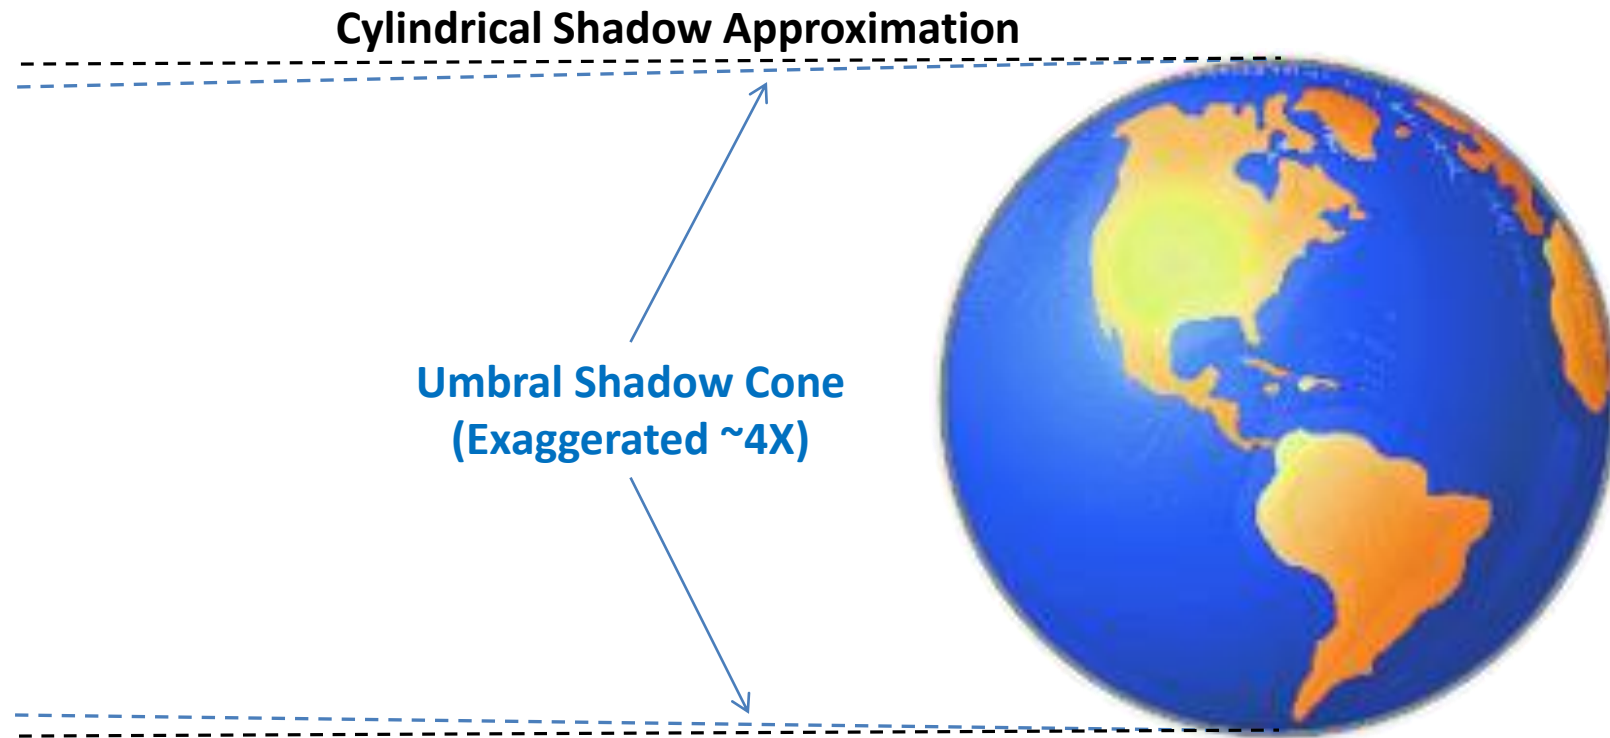 Cylindrical Shadow Approximation
Umbral Shadow Cone
(Exaggerated ~4X)